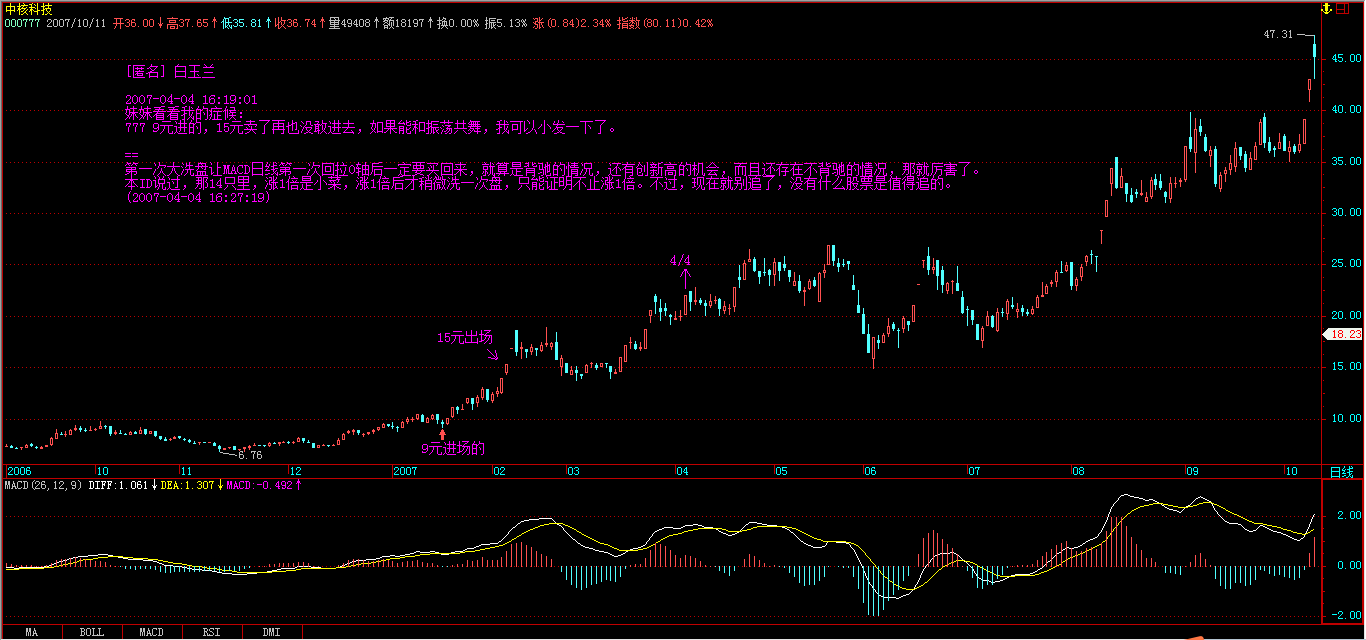 中核科技
000777 2007/10/11 开36.00↓高37.65↑低35.81↑收36.74↑量49408↑额18197↑换0.00% 振5.13% 涨(0.84)2.34% 指数(80.11)0.42%
47.31
[匿名] 白玉兰
2007-04-04 16:19:01
妹妹看看我的症候:
777 9元进的，15元卖了再也没敢进去，如果能和振荡共舞，我可以小发一下了。
==
第一次大洗盘让MACD日线第一次回拉0轴后一定要买回来，就算是背驰的情况，还有创新高的机会，而且还存在不背驰的情况，那就厉害了。
本ID说过，那14只里，涨1倍是小菜，涨1倍后才稍微洗一次盘，只能证明不止涨1倍。不过，现在就别追了，没有什么股票是值得追的。
(2007-04-04 16:27:19)
45.00
40.00
35.00
30.00
25.00
20.00
18.23
15.00
10.00
4/4
15元出场
9元进场的
6.76
2006 10 11 12 2007 02 03 04 05 06 07 08 09 10 日线
MACD(26,12,9) DIFF:1.061↓DEA:1.307↓MACD:-0.492↑
2.00
0.00
-2.00
MA BOLL MACD RSI DMI